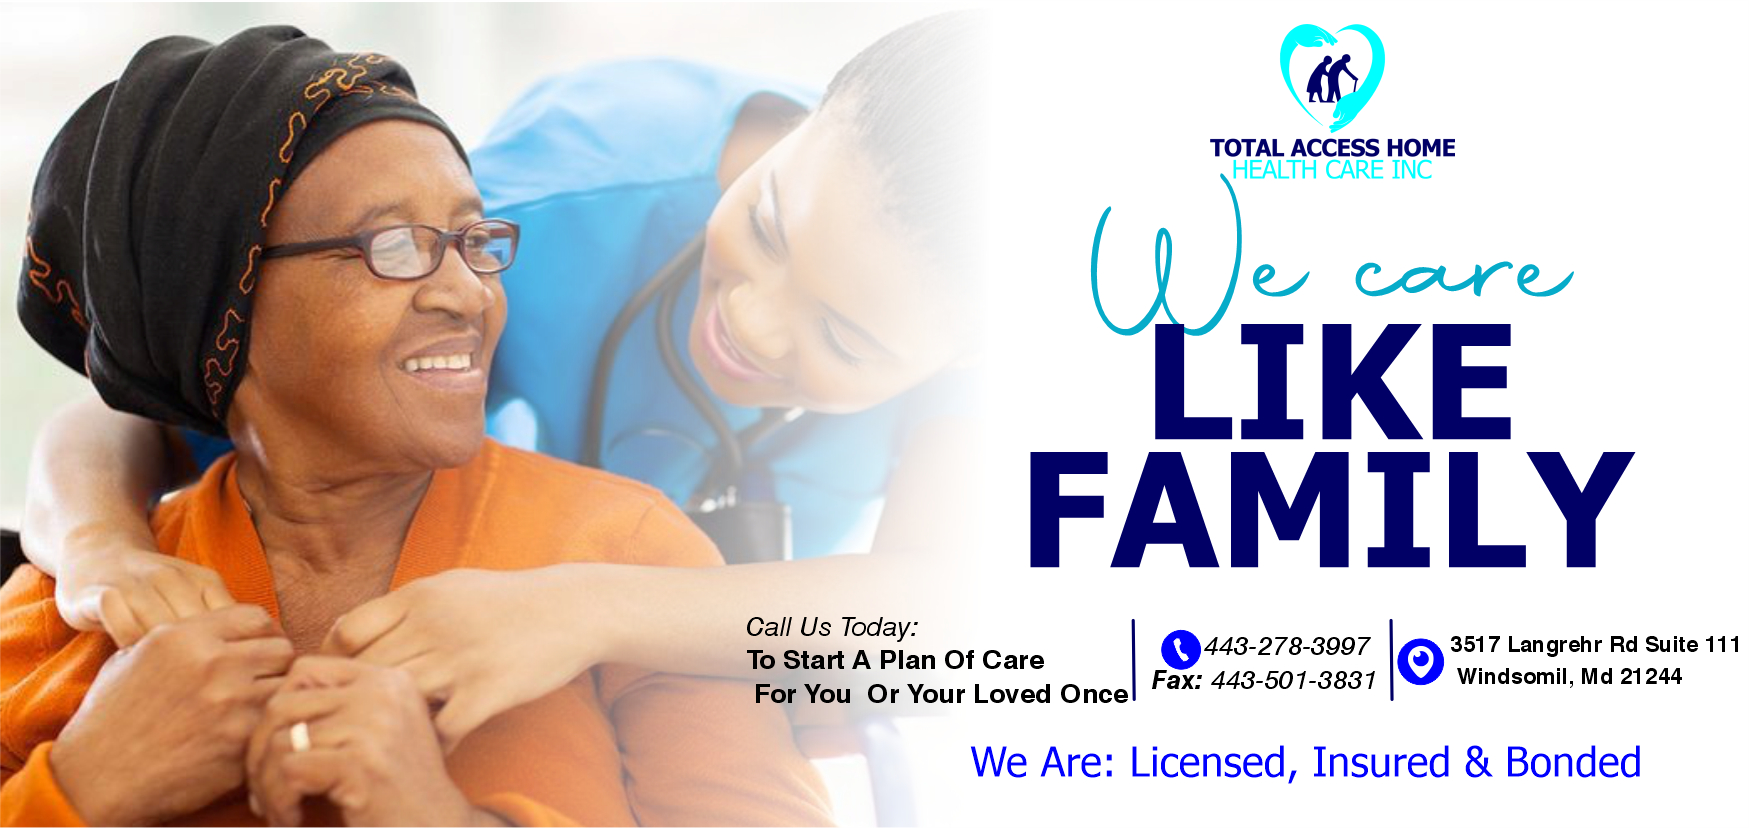 TOTAL ACCESS HOME
HEALTH CARE INC
We care
LIKE
FAMILY
Call Us Today:
To Start A Plan Of Care
For You Or Your Loved Once
443-278-3997
Fax: 443-501-3831
3517 Langrehr Rd Suite 111
Windsomil, Md 21244
We Are: Licensed, Insured & Bonded